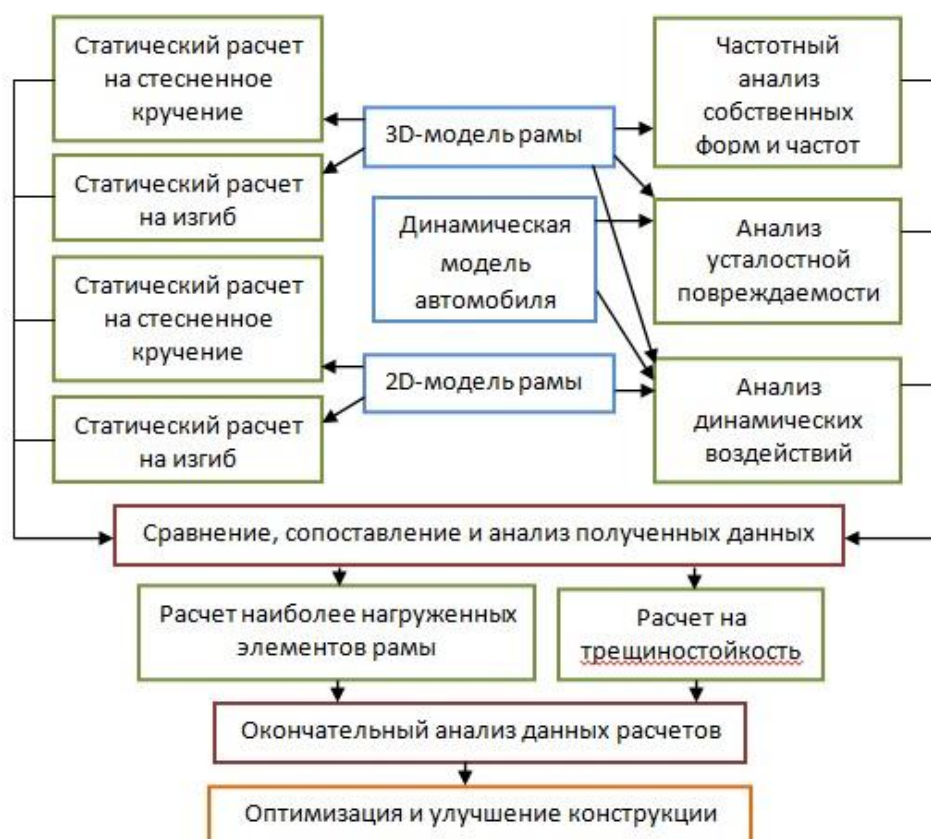 Статический расчет
на стесненное
кручение
Статический расчет
на изгиб
Статический расчет
на стесненное
кручение
Статический расчет
на изгиб
3D-модель рамы
Динамическая
модель
автомобиля
2D-модель рамы
Частотный
анализ
собственных
форм и частот
Анализ
усталостной
повреждаемости
Анализ
динамических
воздействий
Сравнение, сопоставление и анализ полученных данных
Расчет наиболее нагруженных
элементов рамы
Расчет на
трещиностойкость
Окончательный анализ данных расчетов
Оптимизация и улучшение конструкции